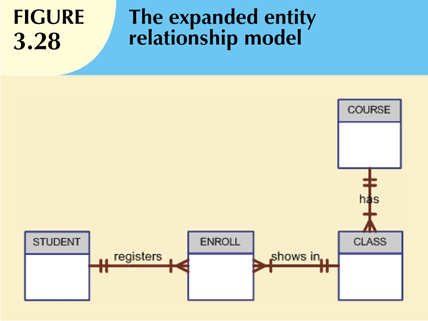 FIGURE
3.28
The expanded entity
relationship model
COURSE
has
STUDENT
registers
ENROLL
shows in
CLASS